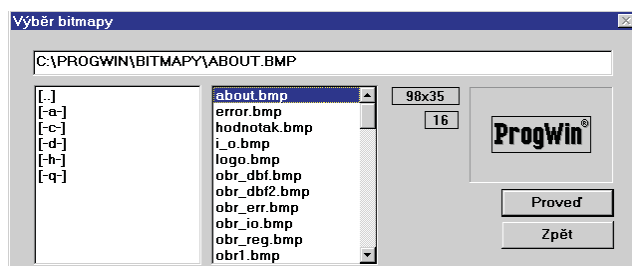 Výběr bitmapy
C:\PROGWIN\BITMAPY\ABOUT.BMP
[..]
[-a-]
[-c-]
[-d-]
[-h-]
[-q-]
about.bmp
error.bmp
hodnotak.bmp
i_o.bmp
logo.bmp
obr_dbf.bmp
obr_dbf2.bmp
obr_err.bmp
obr_io.bmp
obr_reg.bmp
obr1.bmp
98x35
16
ProgWin®
Proveď
Zpět